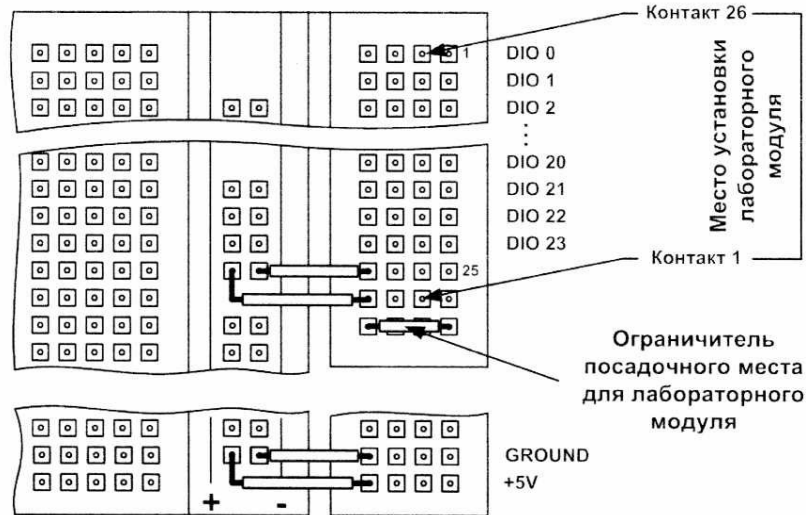 Контакт 26
1
DIO 0
DIO 1
DIO 2
⋮
DIO 20
DIO 21
DIO 22
DIO 23
Место установки
лабораторного
модуля
25
Контакт 1
Ограничитель
посадочного места
для лабораторного
модуля
GROUND
+5V
+ -